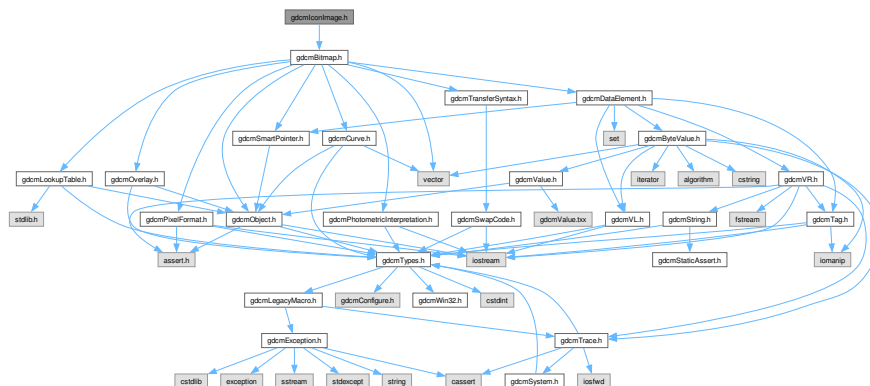 gdcmIconImage.h
gdcmBitmap.h
gdcmTransferSyntax.h
gdcmDataElement.h
gdcmSmartPointer.h
gdcmCurve.h
set
gdcmByteValue.h
gdcmLookupTable.h
gdcmOverlay.h
vector
gdcmValue.h
iterator
algorithm
cstring
gdcmVR.h
stdlib.h
gdcmPixelFormat.h
gdcmObject.h
gdcmPhotometricInterpretation.h
gdcmSwapCode.h
gdcmValue.txx
gdcmVL.h
gdcmString.h
fstream
gdcmTag.h
assert.h
gdcmTypes.h
iostream
gdcmStaticAssert.h
iomanip
gdcmLegacyMacro.h
gdcmConfigure.h
gdcmWin32.h
cstdint
gdcmException.h
gdcmTrace.h
cstdlib
exception
sstream
stdexcept
string
cassert
gdcmSystem.h
iosfwd